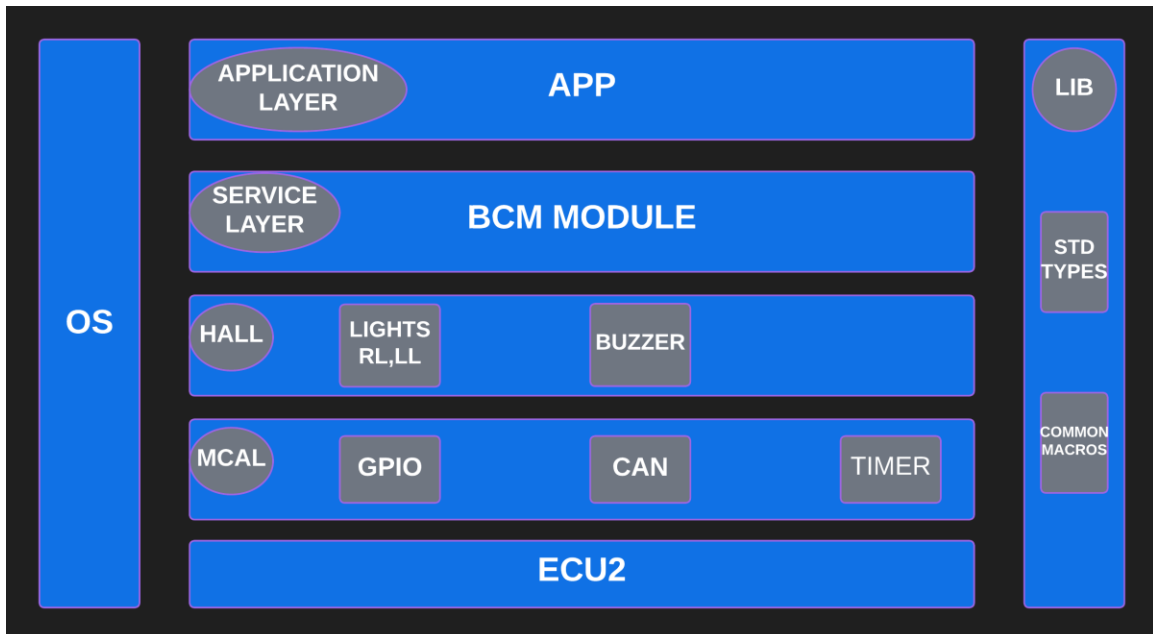 OS
APPLICATION
LAYER
APP
SERVICE
LAYER
BCM MODULE
HALL
LIGHTS
RL,LL
BUZZER
MCAL
GPIO
CAN
TIMER
ECU2
LIB
STD
TYPES
COMMON
MACROS